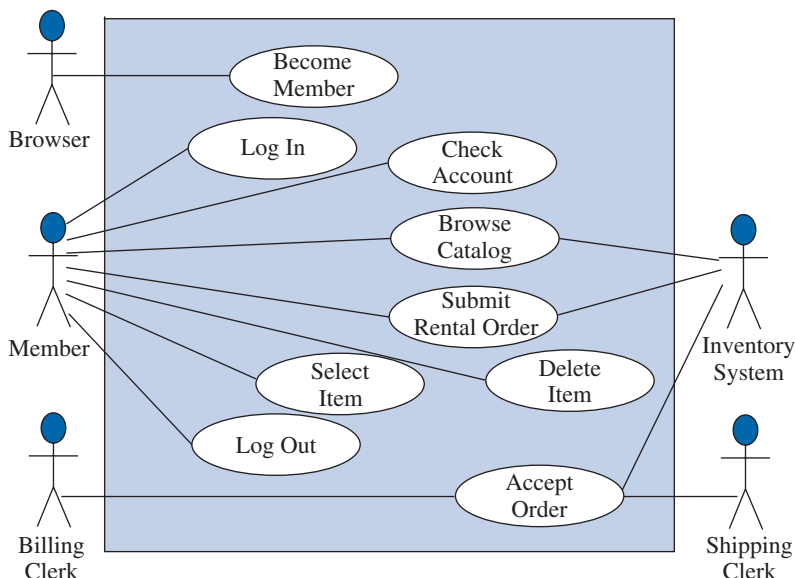 Become
Member
Browser
Log In
Check
Account
Browse
Catalog
Member
Submit
Rental Order
Inventory
System
Select
Item
Delete
Item
Log Out
Accept
Order
Billing
Clerk
Shipping
Clerk